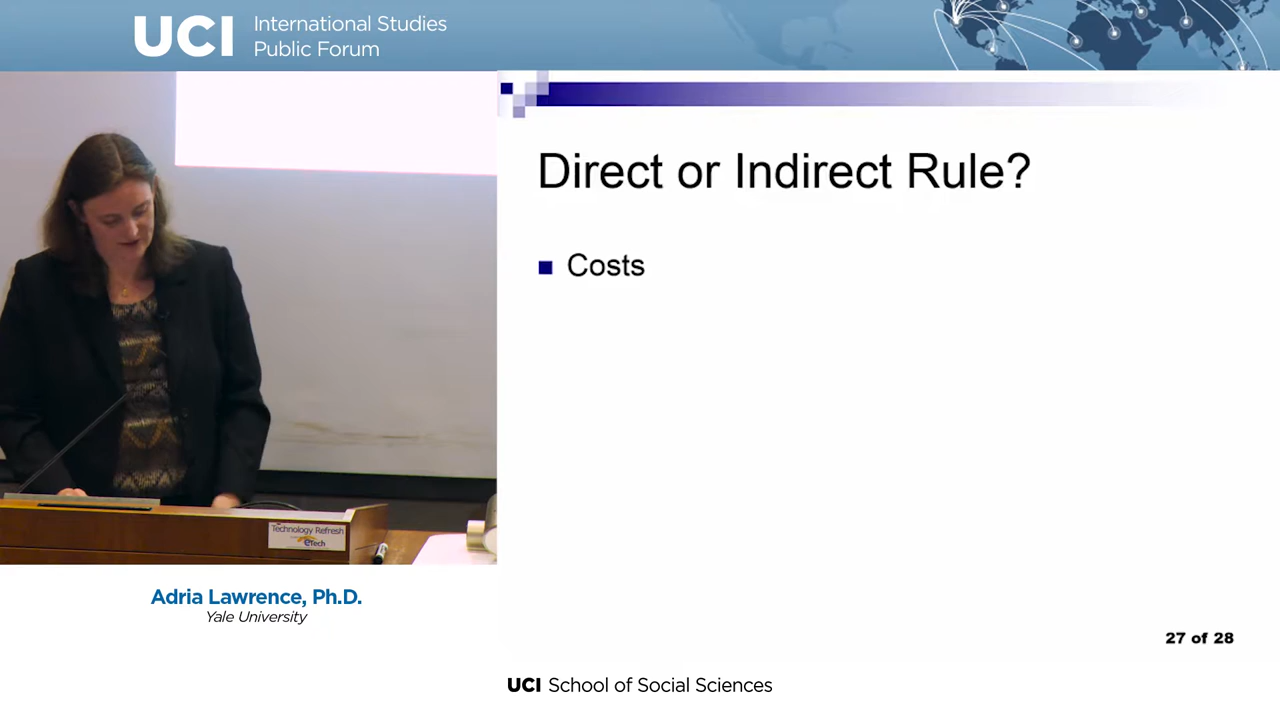 UCI International Studies
Public Forum
Direct or Indirect Rule?
Costs
Technology Refresh
eTech
Adria Lawrence, Ph.D.
Yale University
27 of 28
UCI School of Social Sciences